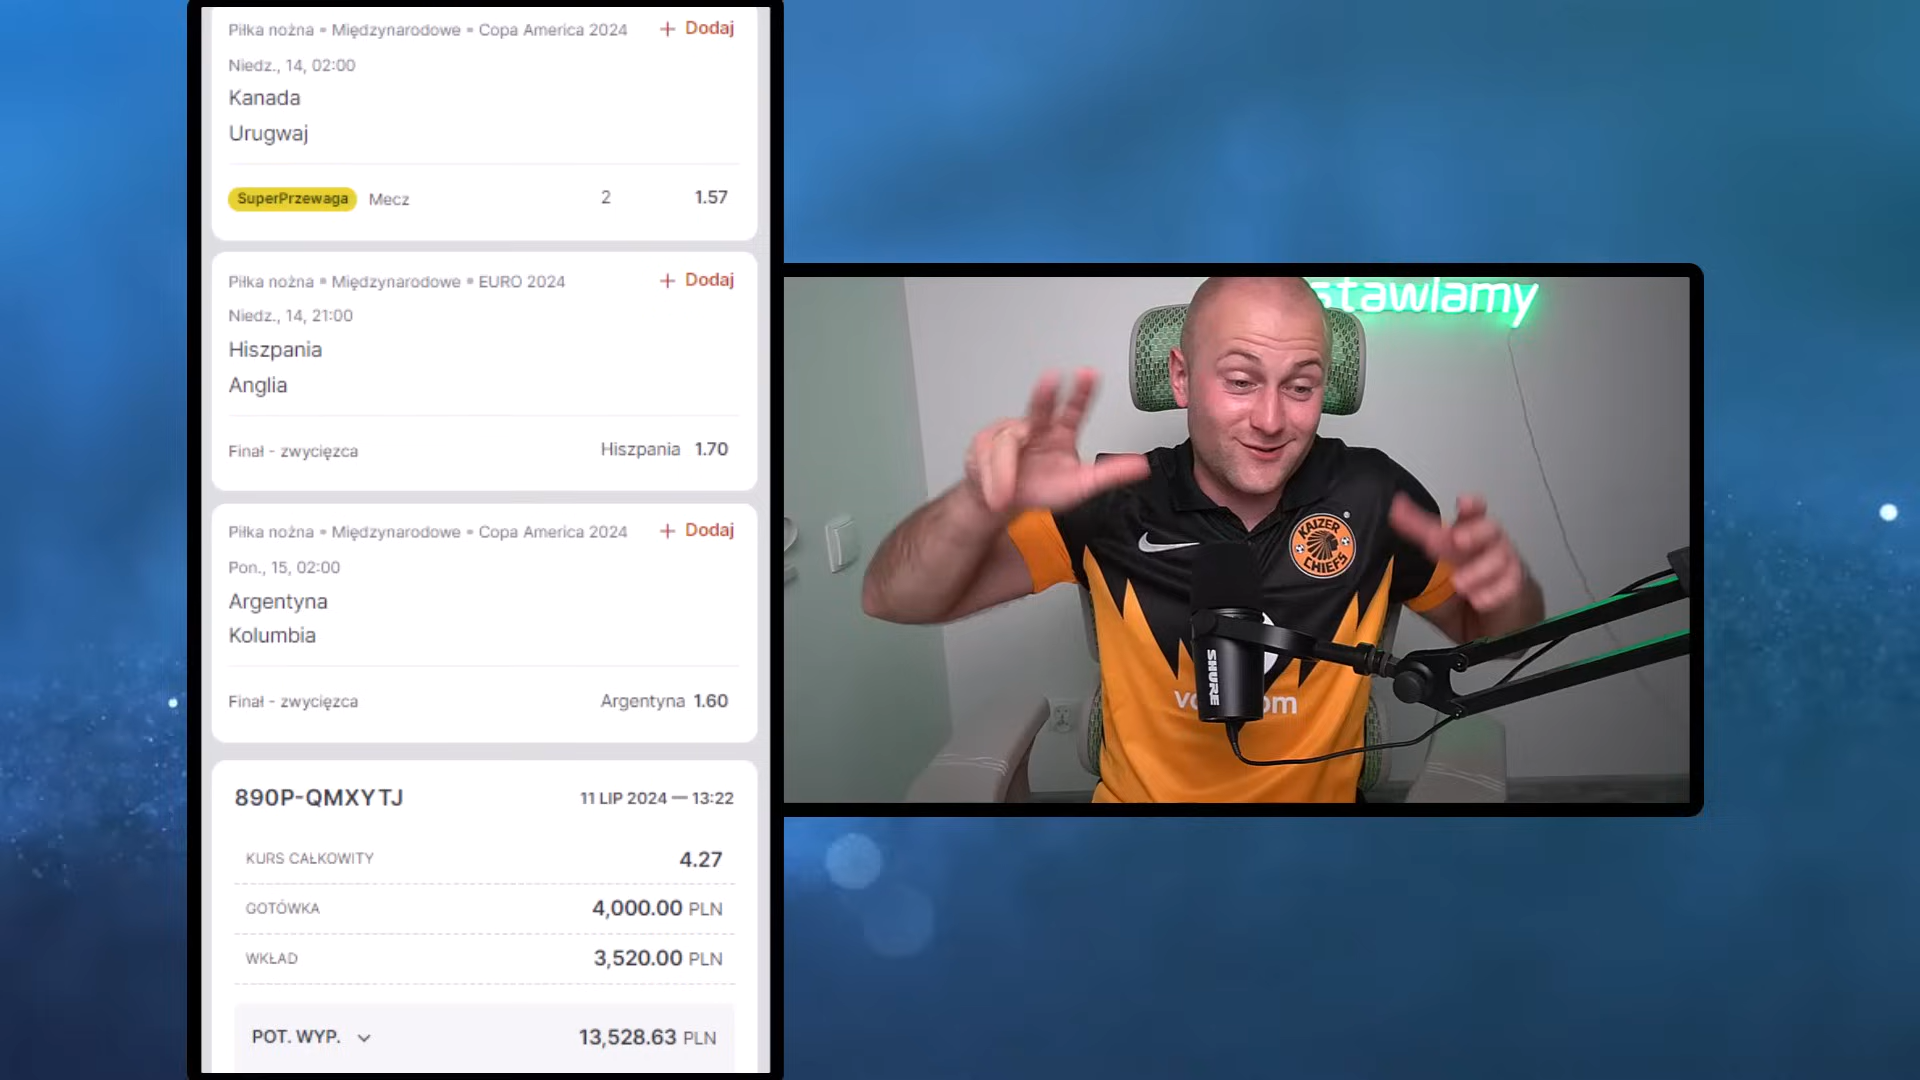 Piłka nożna • Międzynarodowe • Copa America 2024 + Dodaj
Niedz., 14, 02:00
Kanada
Urugwaj
SuperPrzewaga Mecz 2 1.57
Piłka nożna • Międzynarodowe • EURO 2024 + Dodaj
Niedz., 14, 21:00
Hiszpania
Anglia
Finał - zwycięzca Hiszpania 1.70
Piłka nożna • Międzynarodowe • Copa America 2024 + Dodaj
Pon., 15, 02:00
Argentyna
Kolumbia
Finał - zwycięzca Argentyna 1.60
890P-QMXYTJ 11 LIP 2024 — 13:22
KURS CAŁKOWITY 4.27
GOTÓWKA 4,000.00 PLN
WKŁAD 3,520.00 PLN
POT. WYP. 13,528.63 PLN
stawiamy
KAIZER
CHIEFS
®
SHURE